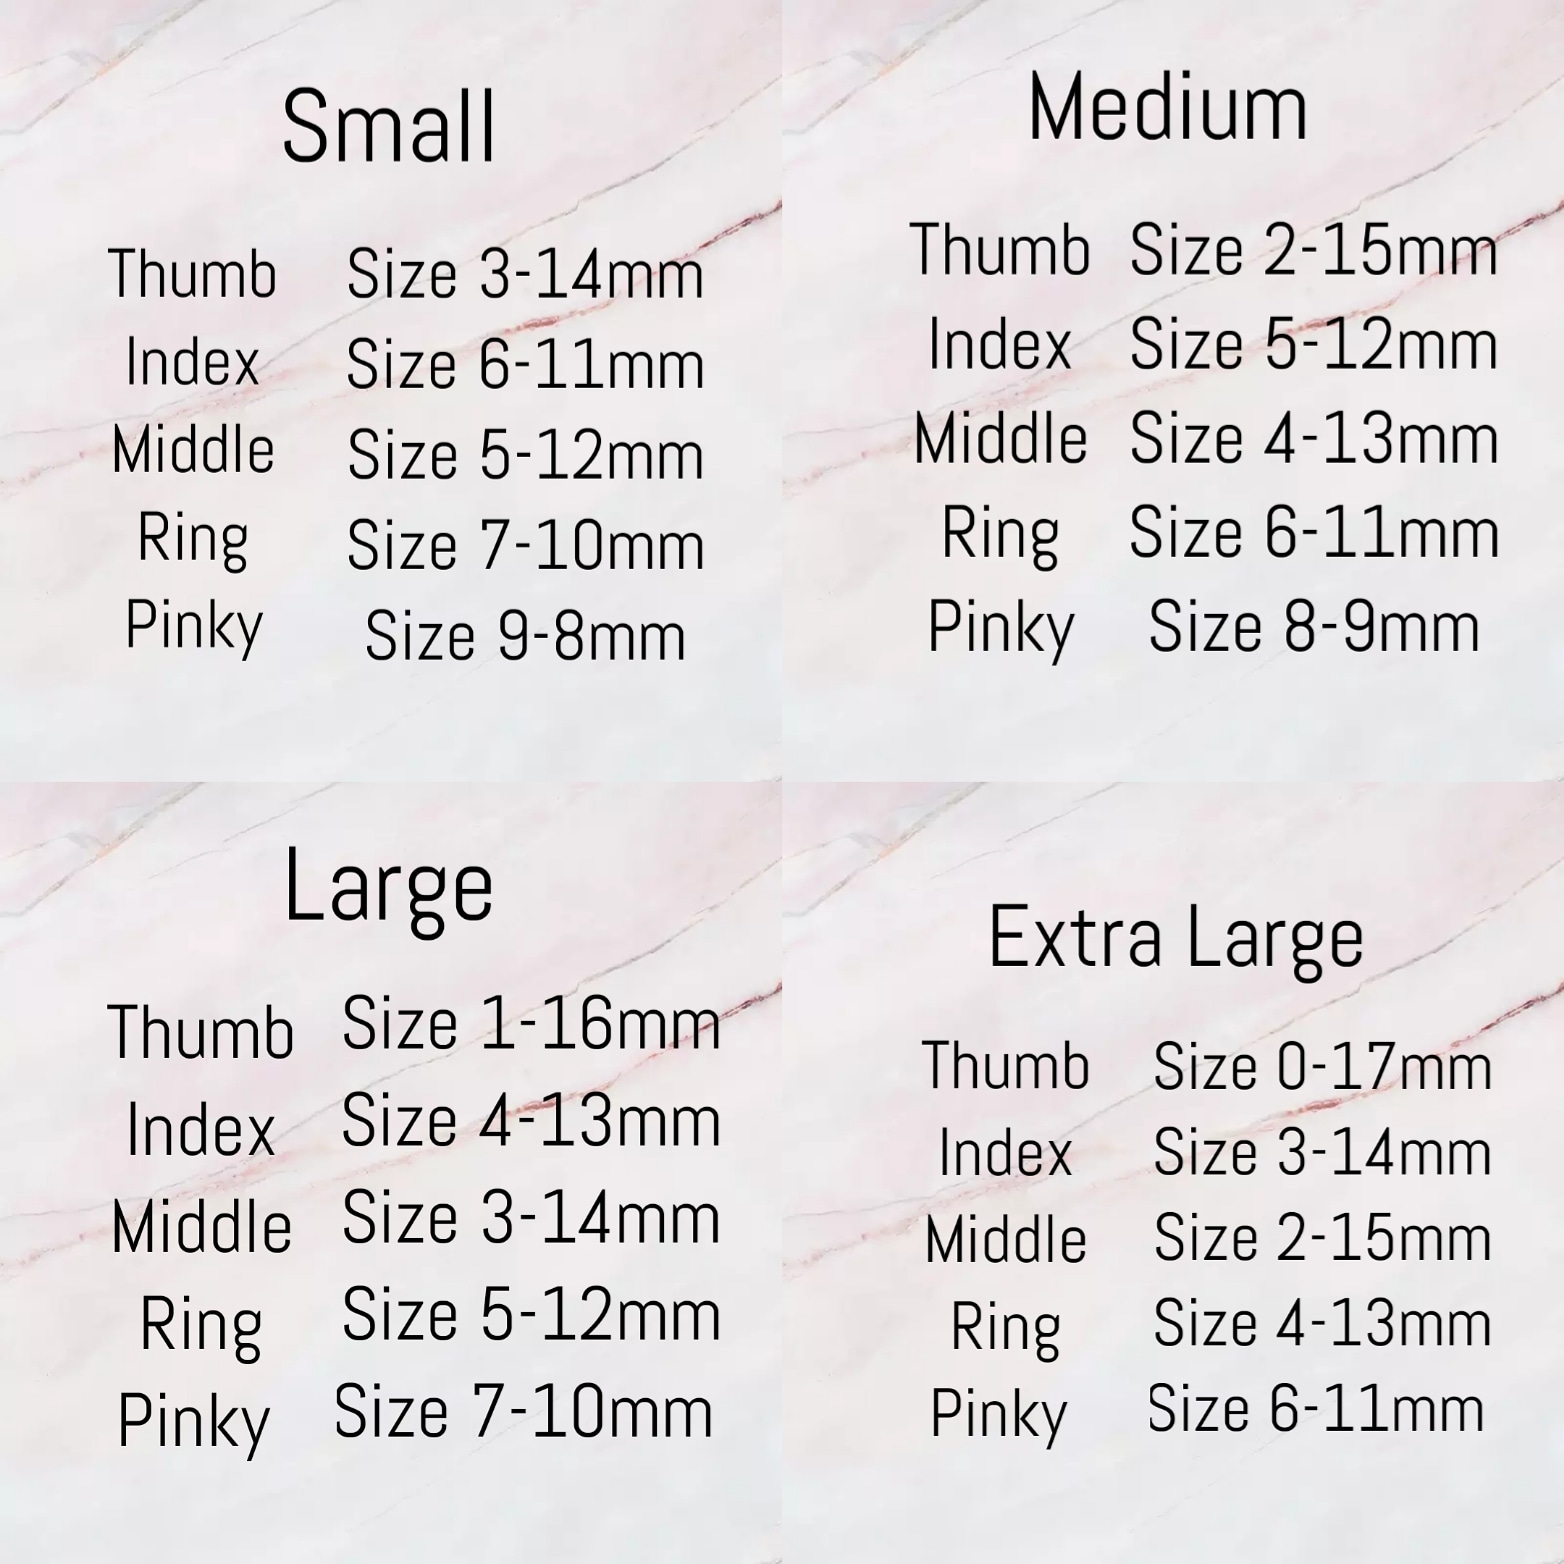 Small
Thumb Size 3-14mm
Index Size 6-11mm
Middle Size 5-12mm
Ring Size 7-10mm
Pinky Size 9-8mm
Medium
Thumb Size 2-15mm
Index Size 5-12mm
Middle Size 4-13mm
Ring Size 6-11mm
Pinky Size 8-9mm
Large
Thumb Size 1-16mm
Index Size 4-13mm
Middle Size 3-14mm
Ring Size 5-12mm
Pinky Size 7-10mm
Extra Large
Thumb Size 0-17mm
Index Size 3-14mm
Middle Size 2-15mm
Ring Size 4-13mm
Pinky Size 6-11mm